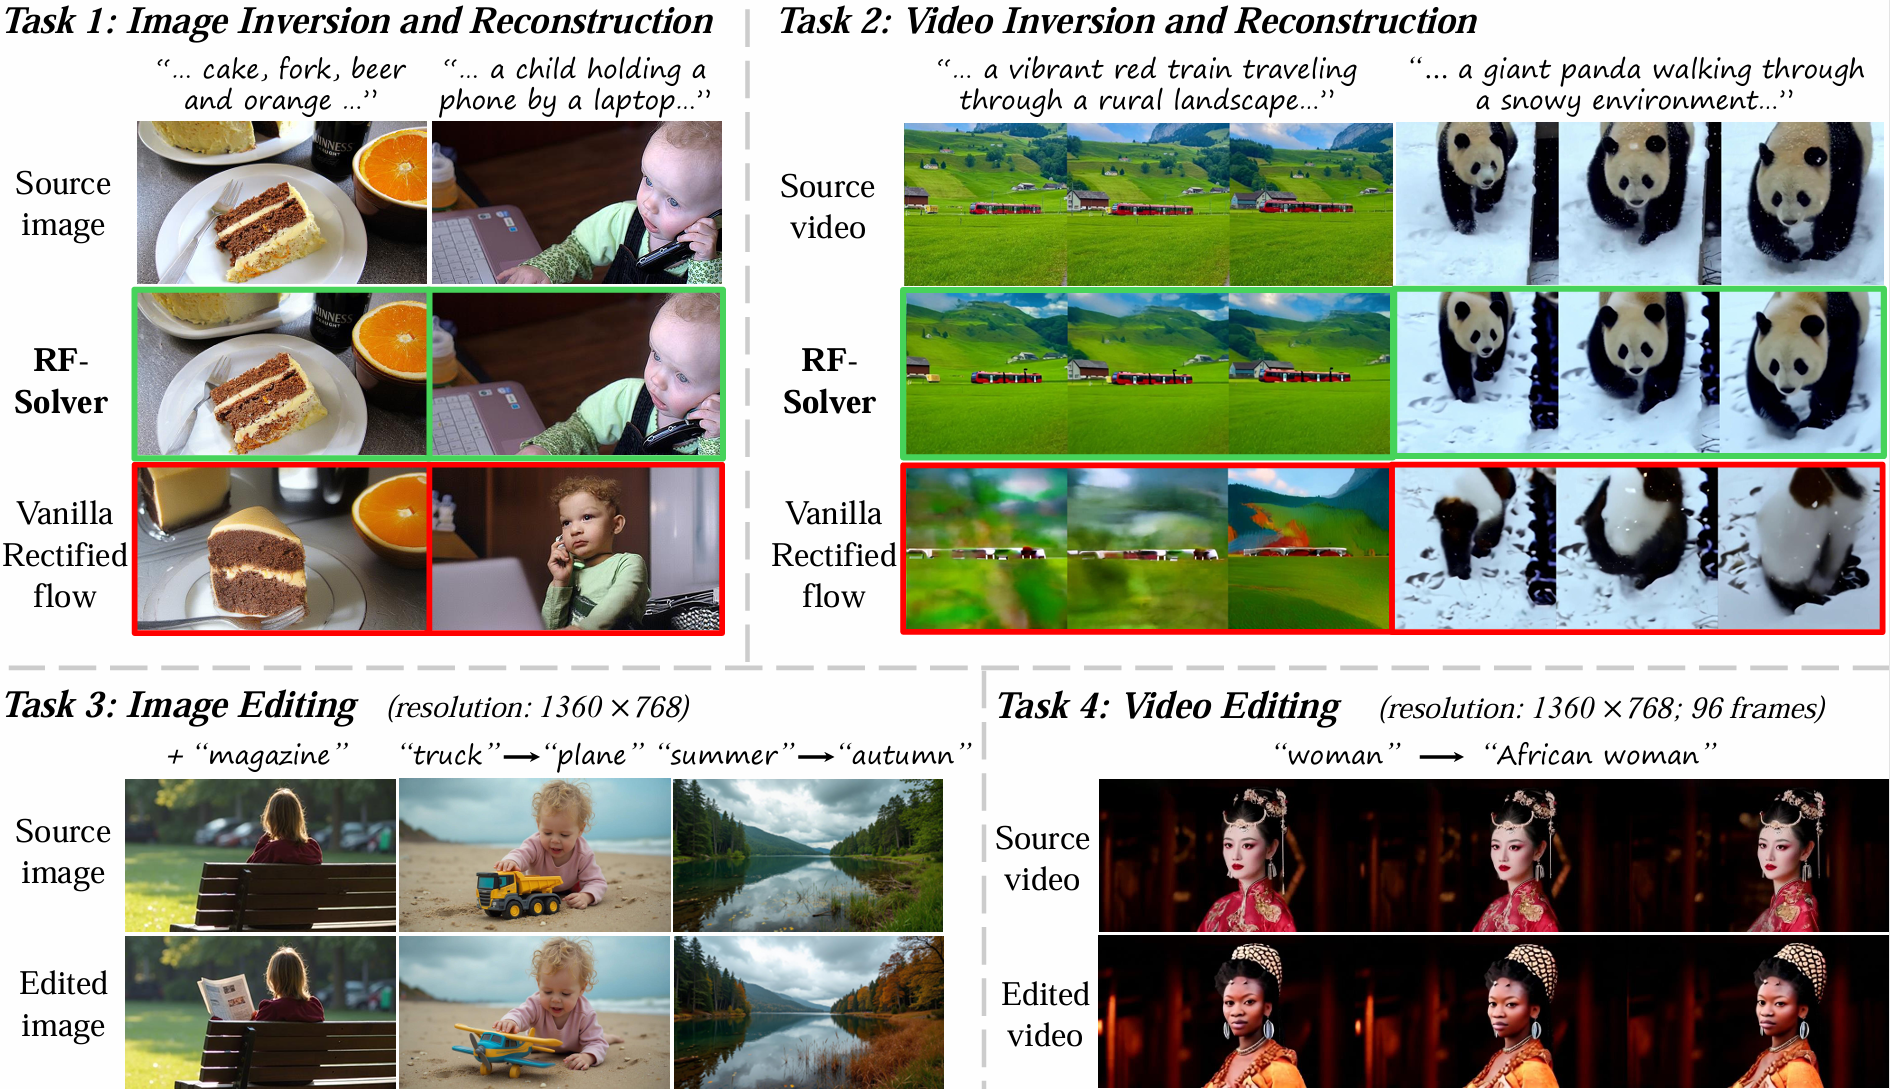 Task 1: Image Inversion and Reconstruction
“… cake, fork, beer
and orange …”
“… a child holding a
phone by a laptop…”
Source
image
RF-
Solver
Vanilla
Rectified
flow
Task 2: Video Inversion and Reconstruction
“… a vibrant red train traveling
through a rural landscape…”
“… a giant panda walking through
a snowy environment…”
Source
video
RF-
Solver
Vanilla
Rectified
flow
Task 3: Image Editing (resolution: 1360 ×768)
+ “magazine”
“truck”→“plane”
“summer”→“autumn”
Source
image
Edited
image
Task 4: Video Editing (resolution: 1360 ×768; 96 frames)
“woman” → “African woman”
Source
video
Edited
video